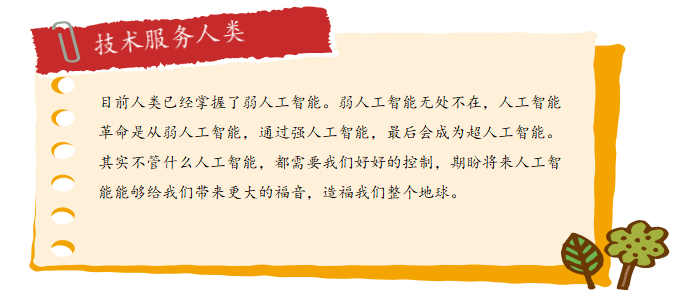 技术服务人类
目前人类已经掌握了弱人工智能。弱人工智能无处不在，人工智能
革命是从弱人工智能，通过强人工智能，最后会成为超人工智能。
其实不管什么人工智能，都需要我们好好的控制，期盼将来人工智
能能够给我们带来更大的福音，造福我们整个地球。